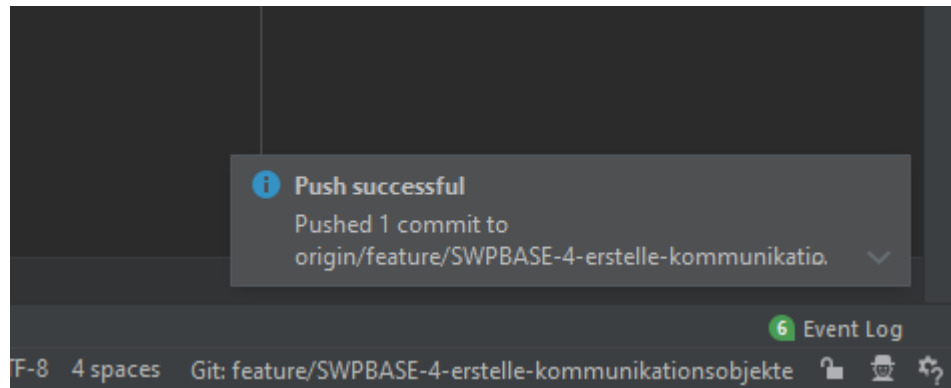 Push successful
Pushed 1 commit to
origin/feature/SWPBASE-4-erstelle-kommunikatio.
6 Event Log
TF-8 4 spaces Git: feature/SWPBASE-4-erstelle-kommunikationsobjekte